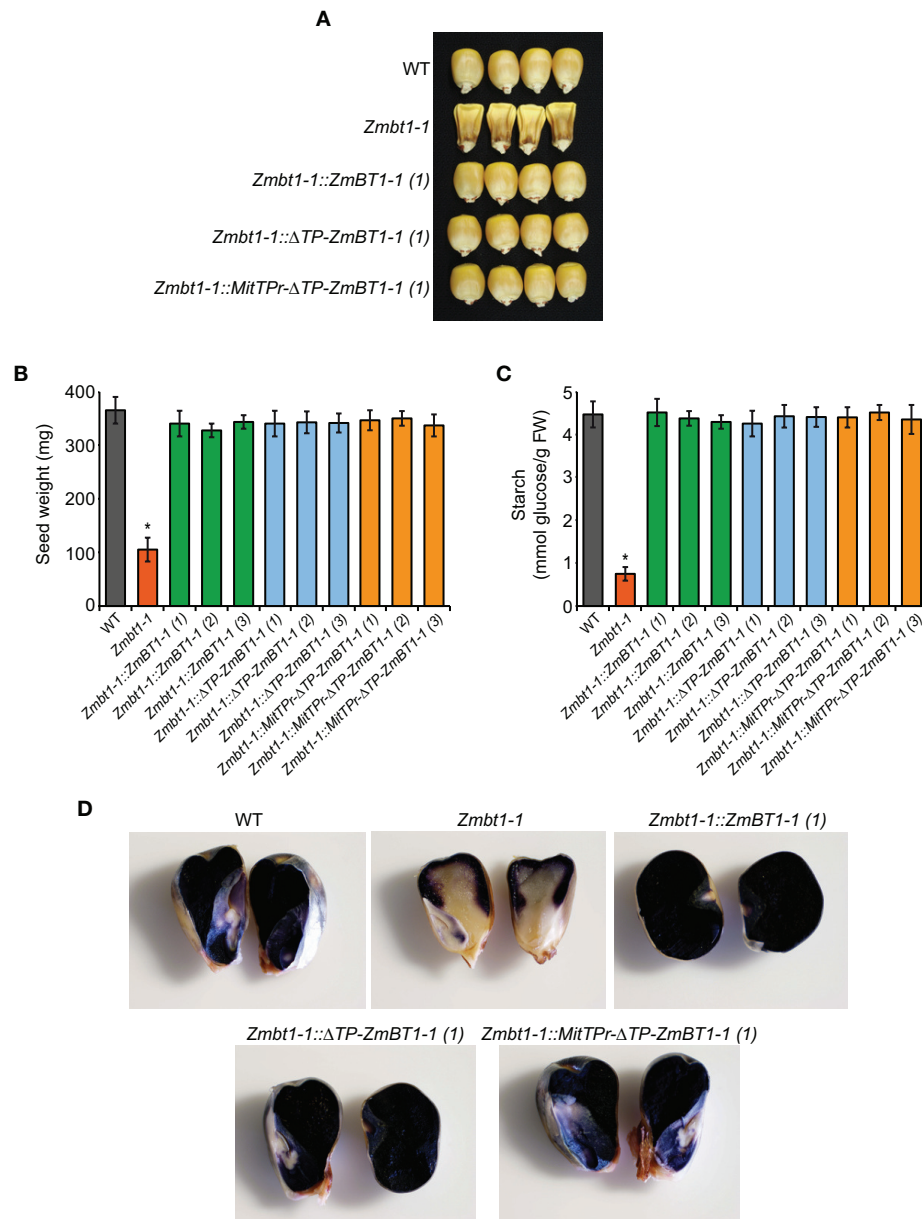 A
WT
Zmbt1-1
Zmbt1-1::ZmBT1-1 (1)
Zmbt1-1::ΔTP-ZmBT1-1 (1)
Zmbt1-1::MitTPr-ΔTP-ZmBT1-1 (1)
B
Seed weight (mg)
400
300
200
100
0
*
WT
Zmbt1-1
Zmbt1-1::ZmBT1-1 (1)
Zmbt1-1::ZmBT1-1 (2)
Zmbt1-1::ZmBT1-1 (3)
Zmbt1-1::ΔTP-ZmBT1-1 (1)
Zmbt1-1::ΔTP-ZmBT1-1 (2)
Zmbt1-1::ΔTP-ZmBT1-1 (3)
Zmbt1-1::MitTPr-ΔTP-ZmBT1-1 (1)
Zmbt1-1::MitTPr-ΔTP-ZmBT1-1 (2)
Zmbt1-1::MitTPr-ΔTP-ZmBT1-1 (3)
C
Starch
(mmol glucose/g FW)
5
4
3
2
1
0
*
WT
Zmbt1-1
Zmbt1-1::ZmBT1-1 (1)
Zmbt1-1::ZmBT1-1 (2)
Zmbt1-1::ZmBT1-1 (3)
Zmbt1-1::ΔTP-ZmBT1-1 (1)
Zmbt1-1::ΔTP-ZmBT1-1 (2)
Zmbt1-1::ΔTP-ZmBT1-1 (3)
Zmbt1-1::MitTPr-ΔTP-ZmBT1-1 (1)
Zmbt1-1::MitTPr-ΔTP-ZmBT1-1 (2)
Zmbt1-1::MitTPr-ΔTP-ZmBT1-1 (3)
D
WT
Zmbt1-1
Zmbt1-1::ZmBT1-1 (1)
Zmbt1-1::ΔTP-ZmBT1-1 (1)
Zmbt1-1::MitTPr-ΔTP-ZmBT1-1 (1)